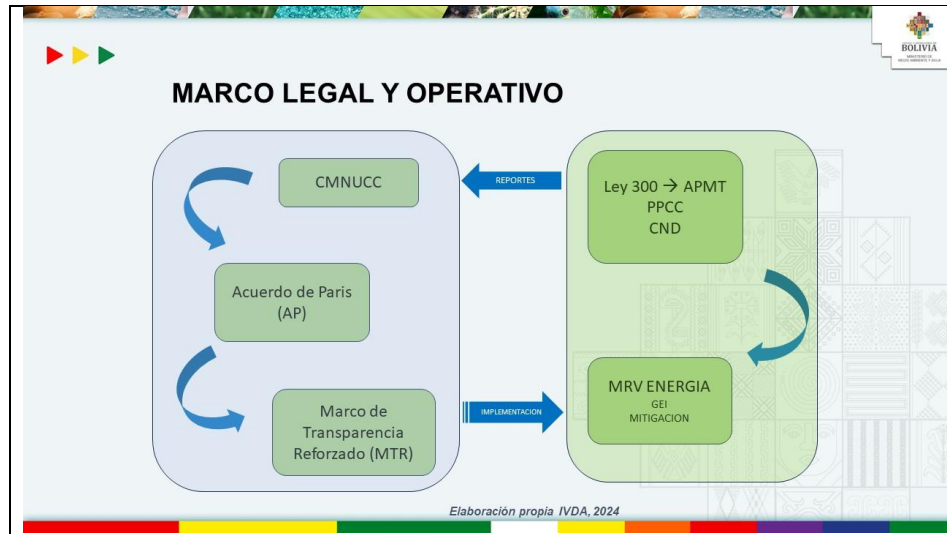 BOLIVIA
MARCO LEGAL Y OPERATIVO
CMNUCC
REPORTES
Ley 300 → APMT
PPCC
CND
Acuerdo de Paris
(AP)
Marco de
Transparencia
Reforzado (MTR)
IMPLEMENTACION
MRV ENERGIA
GEI
MITIGACION
Elaboración propia IVDA, 2024